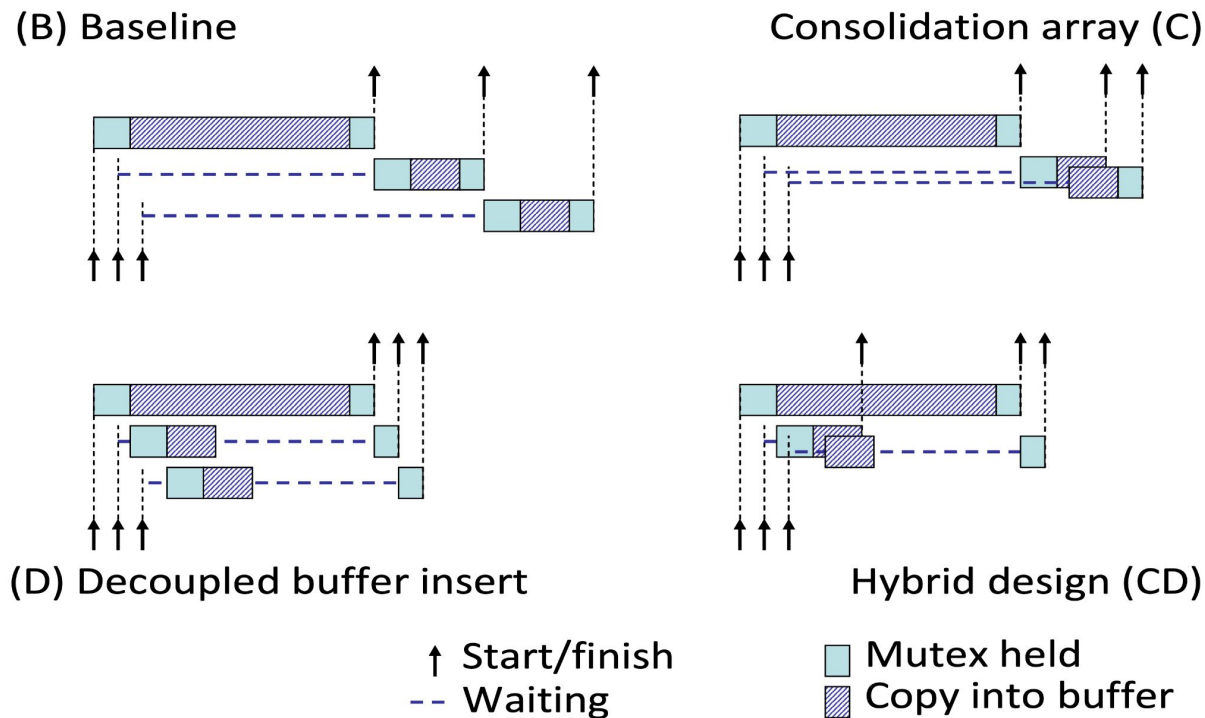 (B) Baseline
Consolidation array (C)
(D) Decoupled buffer insert
Hybrid design (CD)
Start/finish
Mutex held
Waiting
Copy into buffer